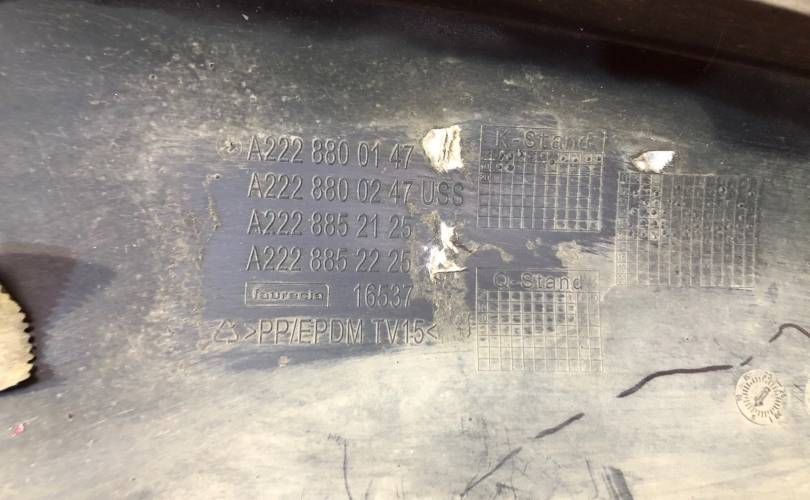 A222 880 01 47
A222 880 02 47 USS
A222 885 21 25
A222 885 22 25
faurecia 16537
>PP/EPDM TV15<
K-Stand
Q-Stand